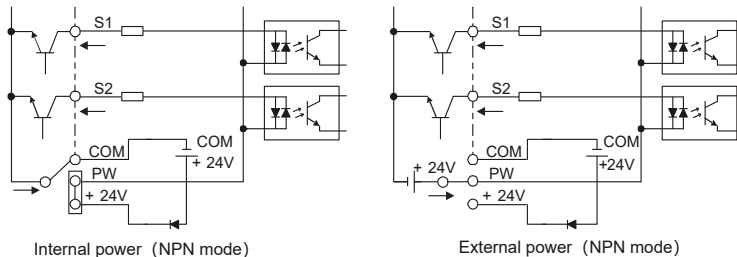 S1
S2
COM
COM
+ 24V
PW
+ 24V
Internal power（NPN mode）
S1
S2
COM
COM
+24V
+ 24V
PW
+ 24V
External power（NPN mode）